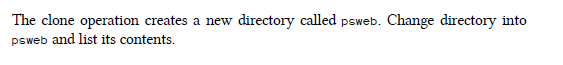 The clone operation creates a new directory called psweb. Change directory into
psweb and list its contents.